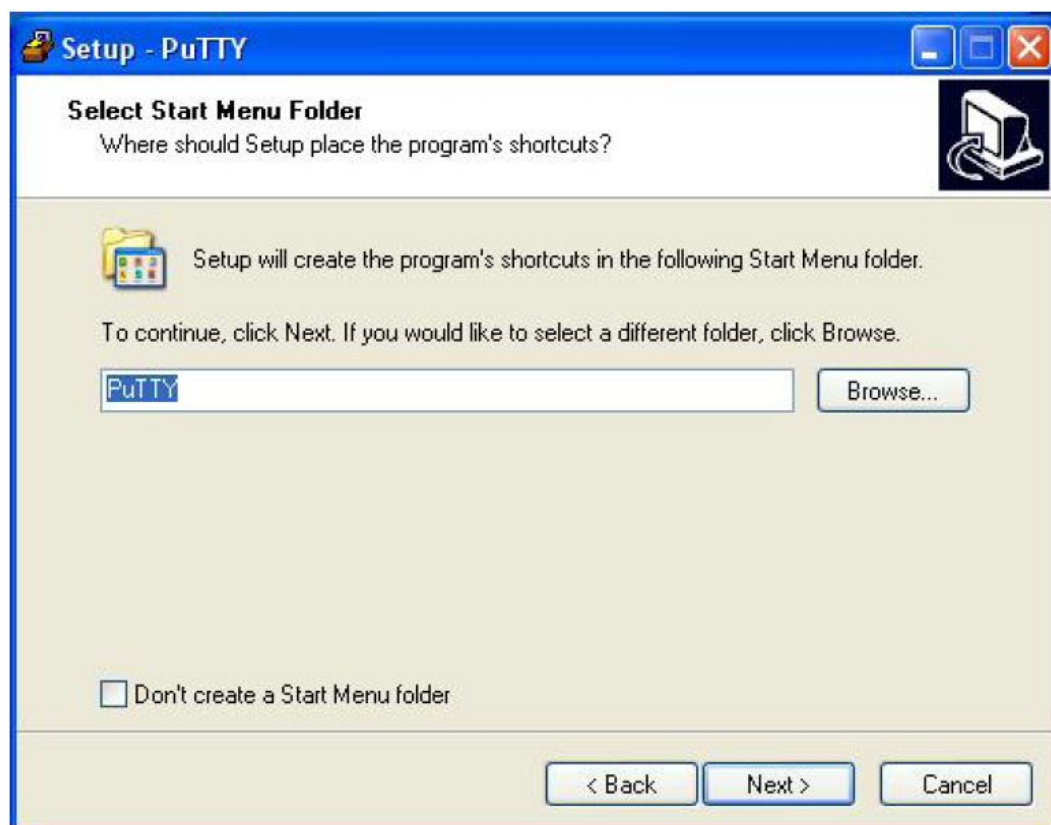 Setup - PuTTY
Select Start Menu Folder
Where should Setup place the program's shortcuts?
Setup will create the program's shortcuts in the following Start Menu folder.
To continue, click Next. If you would like to select a different folder, click Browse.
PuTTY
Browse...
Don't create a Start Menu folder
< Back
Next >
Cancel